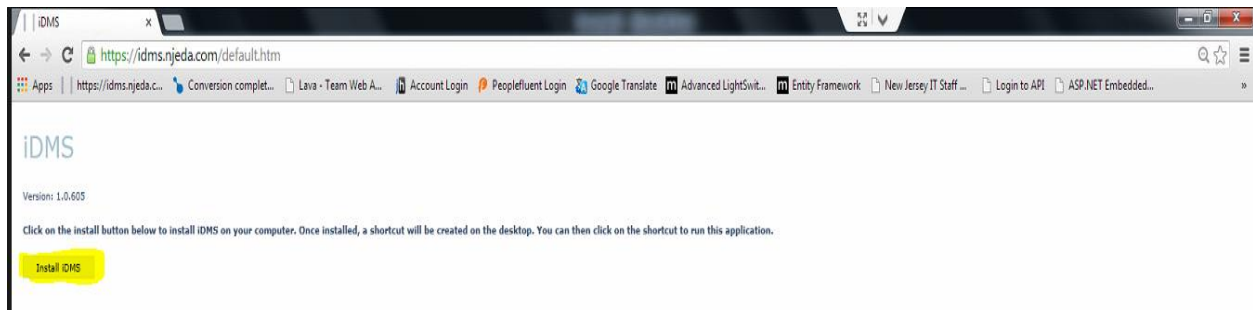 iDMS x
https://idms.njeda.com/default.htm
Apps https://idms.njeda.c... Conversion complet... Lava - Team Web A... Account Login Peoplefluent Login Google Translate m Advanced LightSwit... m Entity Framework New Jersey IT Staff ... Login to API ASP.NET Embedded... »
iDMS
Version: 1.0.605
Click on the install button below to install iDMS on your computer. Once installed, a shortcut will be created on the desktop. You can then click on the shortcut to run this application.
Install iDMS